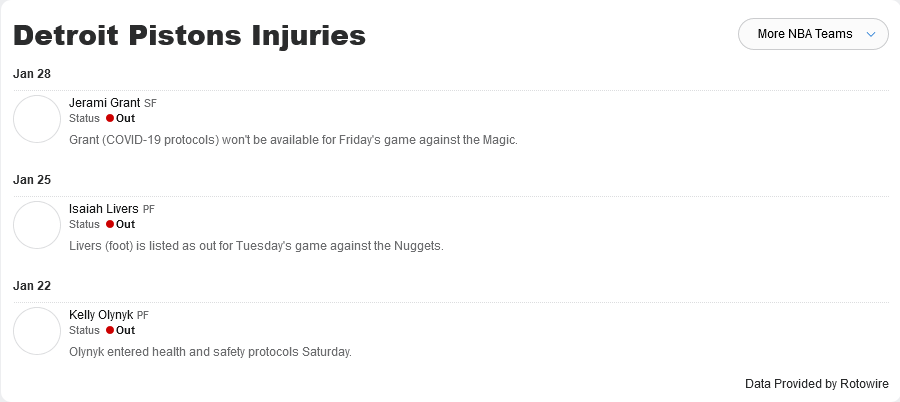 Detroit Pistons Injuries
More NBA Teams
Jan 28
Jerami Grant SF
Status Out
Grant (COVID-19 protocols) won't be available for Friday's game against the Magic.
Jan 25
Isaiah Livers PF
Status Out
Livers (foot) is listed as out for Tuesday's game against the Nuggets.
Jan 22
Kelly Olynyk PF
Status Out
Olynyk entered health and safety protocols Saturday.
Data Provided by Rotowire